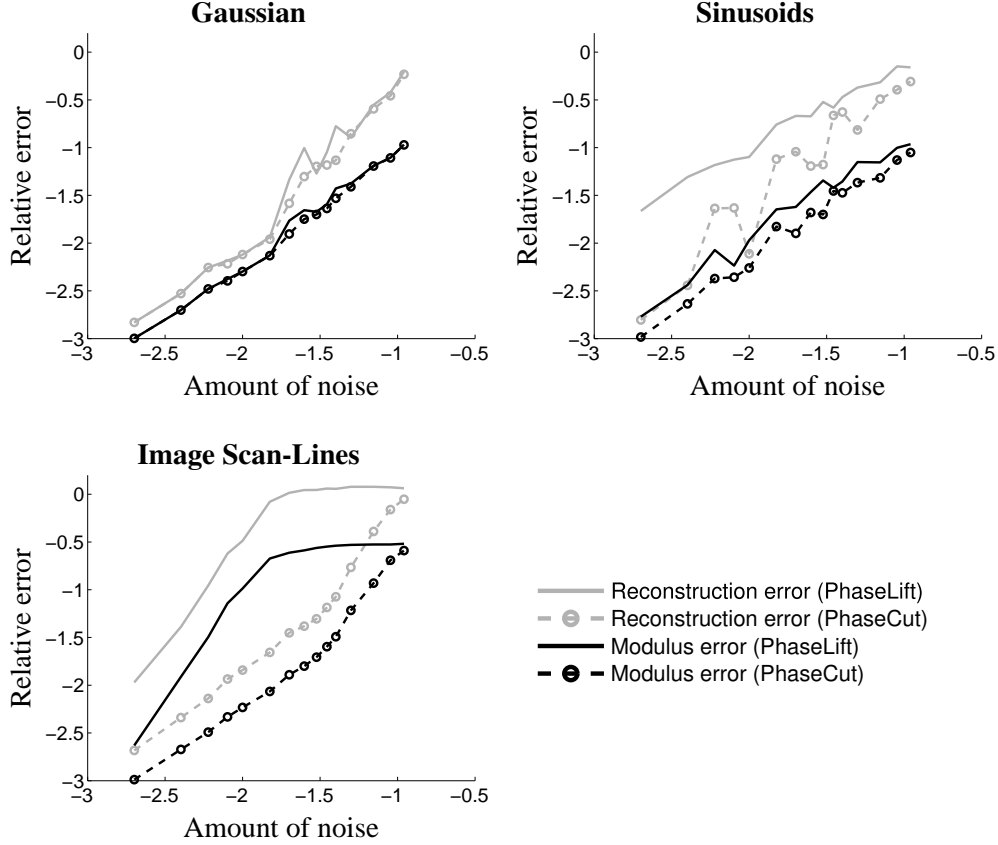 Gaussian
0
−0.5
−1
−1.5
−2
−2.5
−3
−3 −2.5 −2 −1.5 −1 −0.5
Relative error
Amount of noise
Sinusoids
0
−0.5
−1
−1.5
−2
−2.5
−3
−3 −2.5 −2 −1.5 −1 −0.5
Relative error
Amount of noise
Image Scan-Lines
0
−0.5
−1
−1.5
−2
−2.5
−3
−3 −2.5 −2 −1.5 −1 −0.5
Relative error
Amount of noise
Reconstruction error (PhaseLift)
Reconstruction error (PhaseCut)
Modulus error (PhaseLift)
Modulus error (PhaseCut)